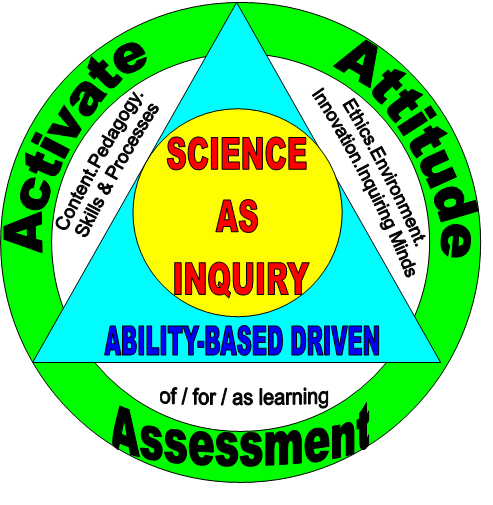 Activate
Attitude
Content.Pedagogy.
Skills & Processes
Ethics.Environment.
Innovation.Inquiring Minds
SCIENCE
AS
INQUIRY
ABILITY-BASED DRIVEN
of / for / as learning
Assessment